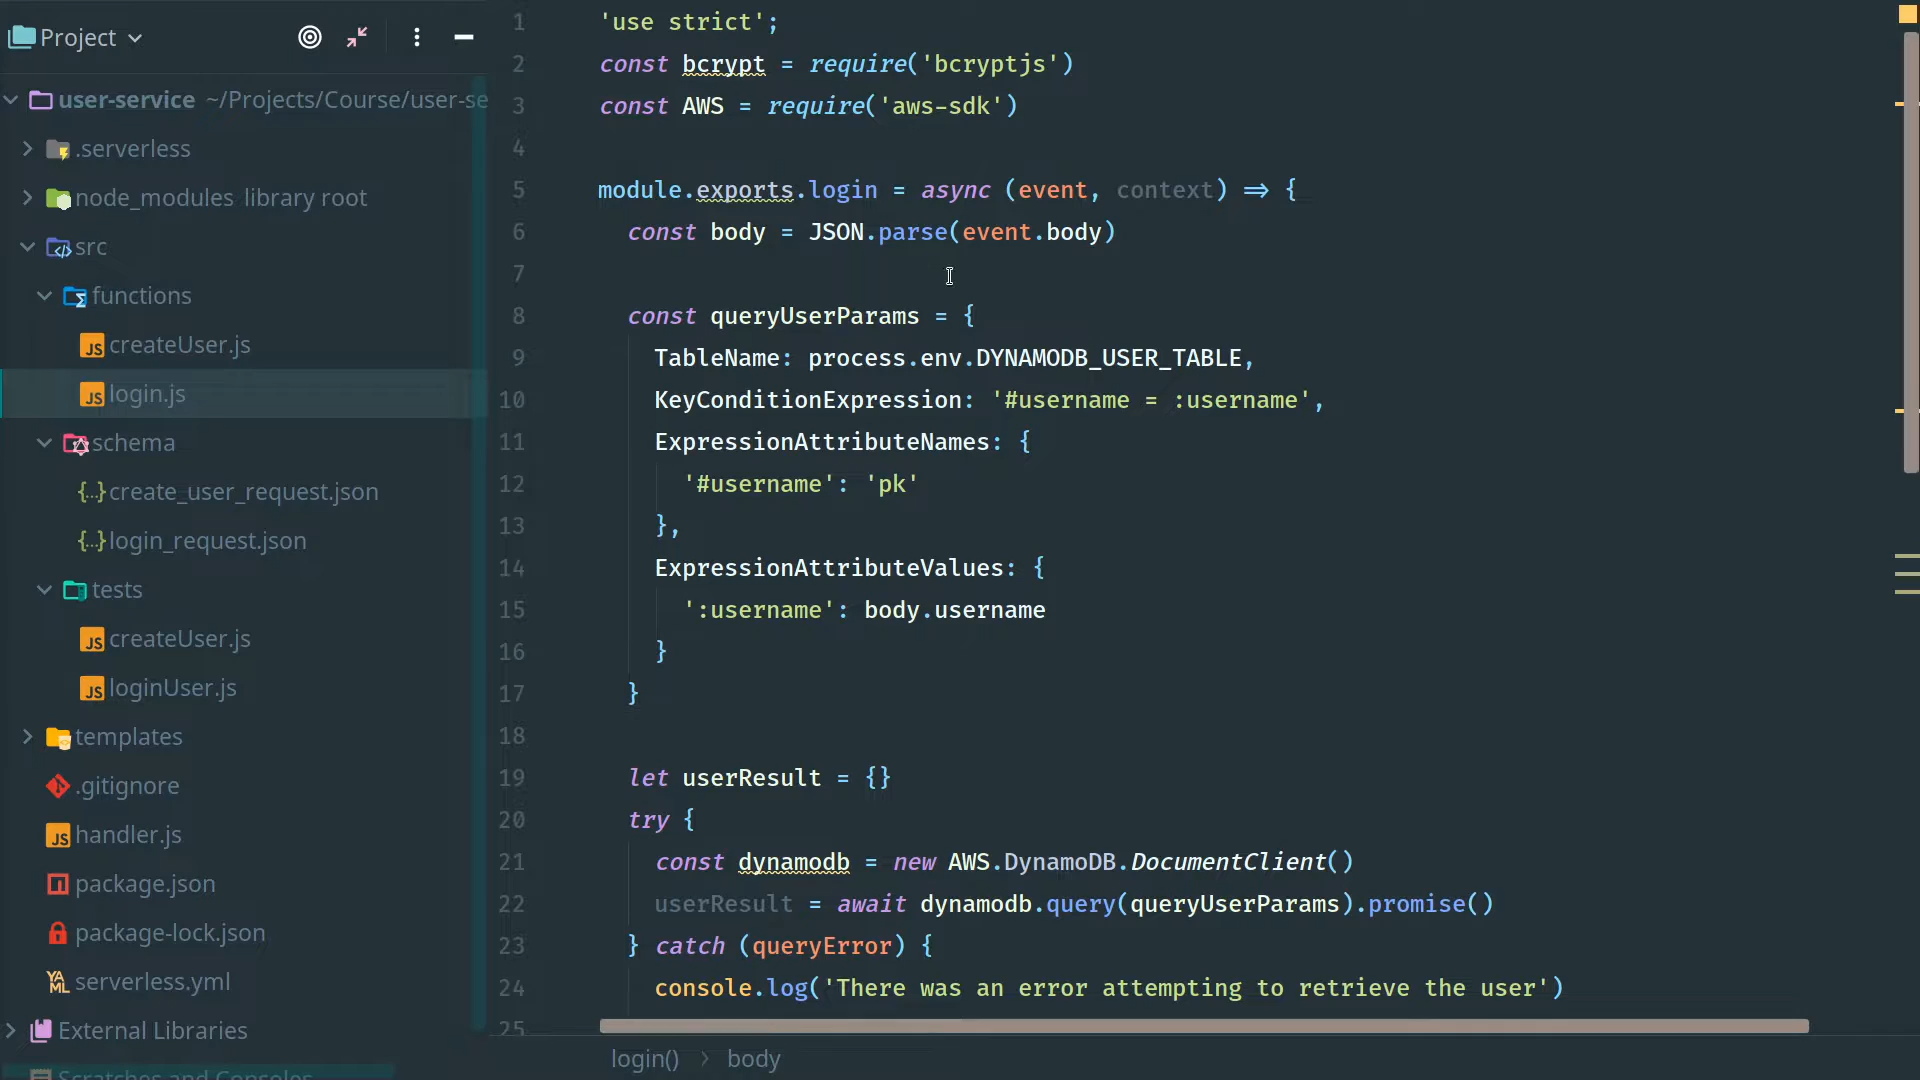 Project
user-service ~/Projects/Course/user-se
.serverless
node_modules library root
src
functions
createUser.js
login.js
schema
create_user_request.json
login_request.json
tests
createUser.js
loginUser.js
templates
.gitignore
handler.js
package.json
package-lock.json
serverless.yml
External Libraries
Scratches and Consoles
1 'use strict';
2 const bcrypt = require('bcryptjs')
3 const AWS = require('aws-sdk')
4
5 module.exports.login = async (event, context) ⇒ {
6 const body = JSON.parse(event.body)
7
8 const queryUserParams = {
9 TableName: process.env.DYNAMODB_USER_TABLE,
10 KeyConditionExpression: '#username = :username',
11 ExpressionAttributeNames: {
12 '#username': 'pk'
13 },
14 ExpressionAttributeValues: {
15 ':username': body.username
16 }
17 }
18
19 let userResult = {}
20 try {
21 const dynamodb = new AWS.DynamoDB.DocumentClient()
22 userResult = await dynamodb.query(queryUserParams).promise()
23 } catch (queryError) {
24 console.log('There was an error attempting to retrieve the user')
25
login() > body